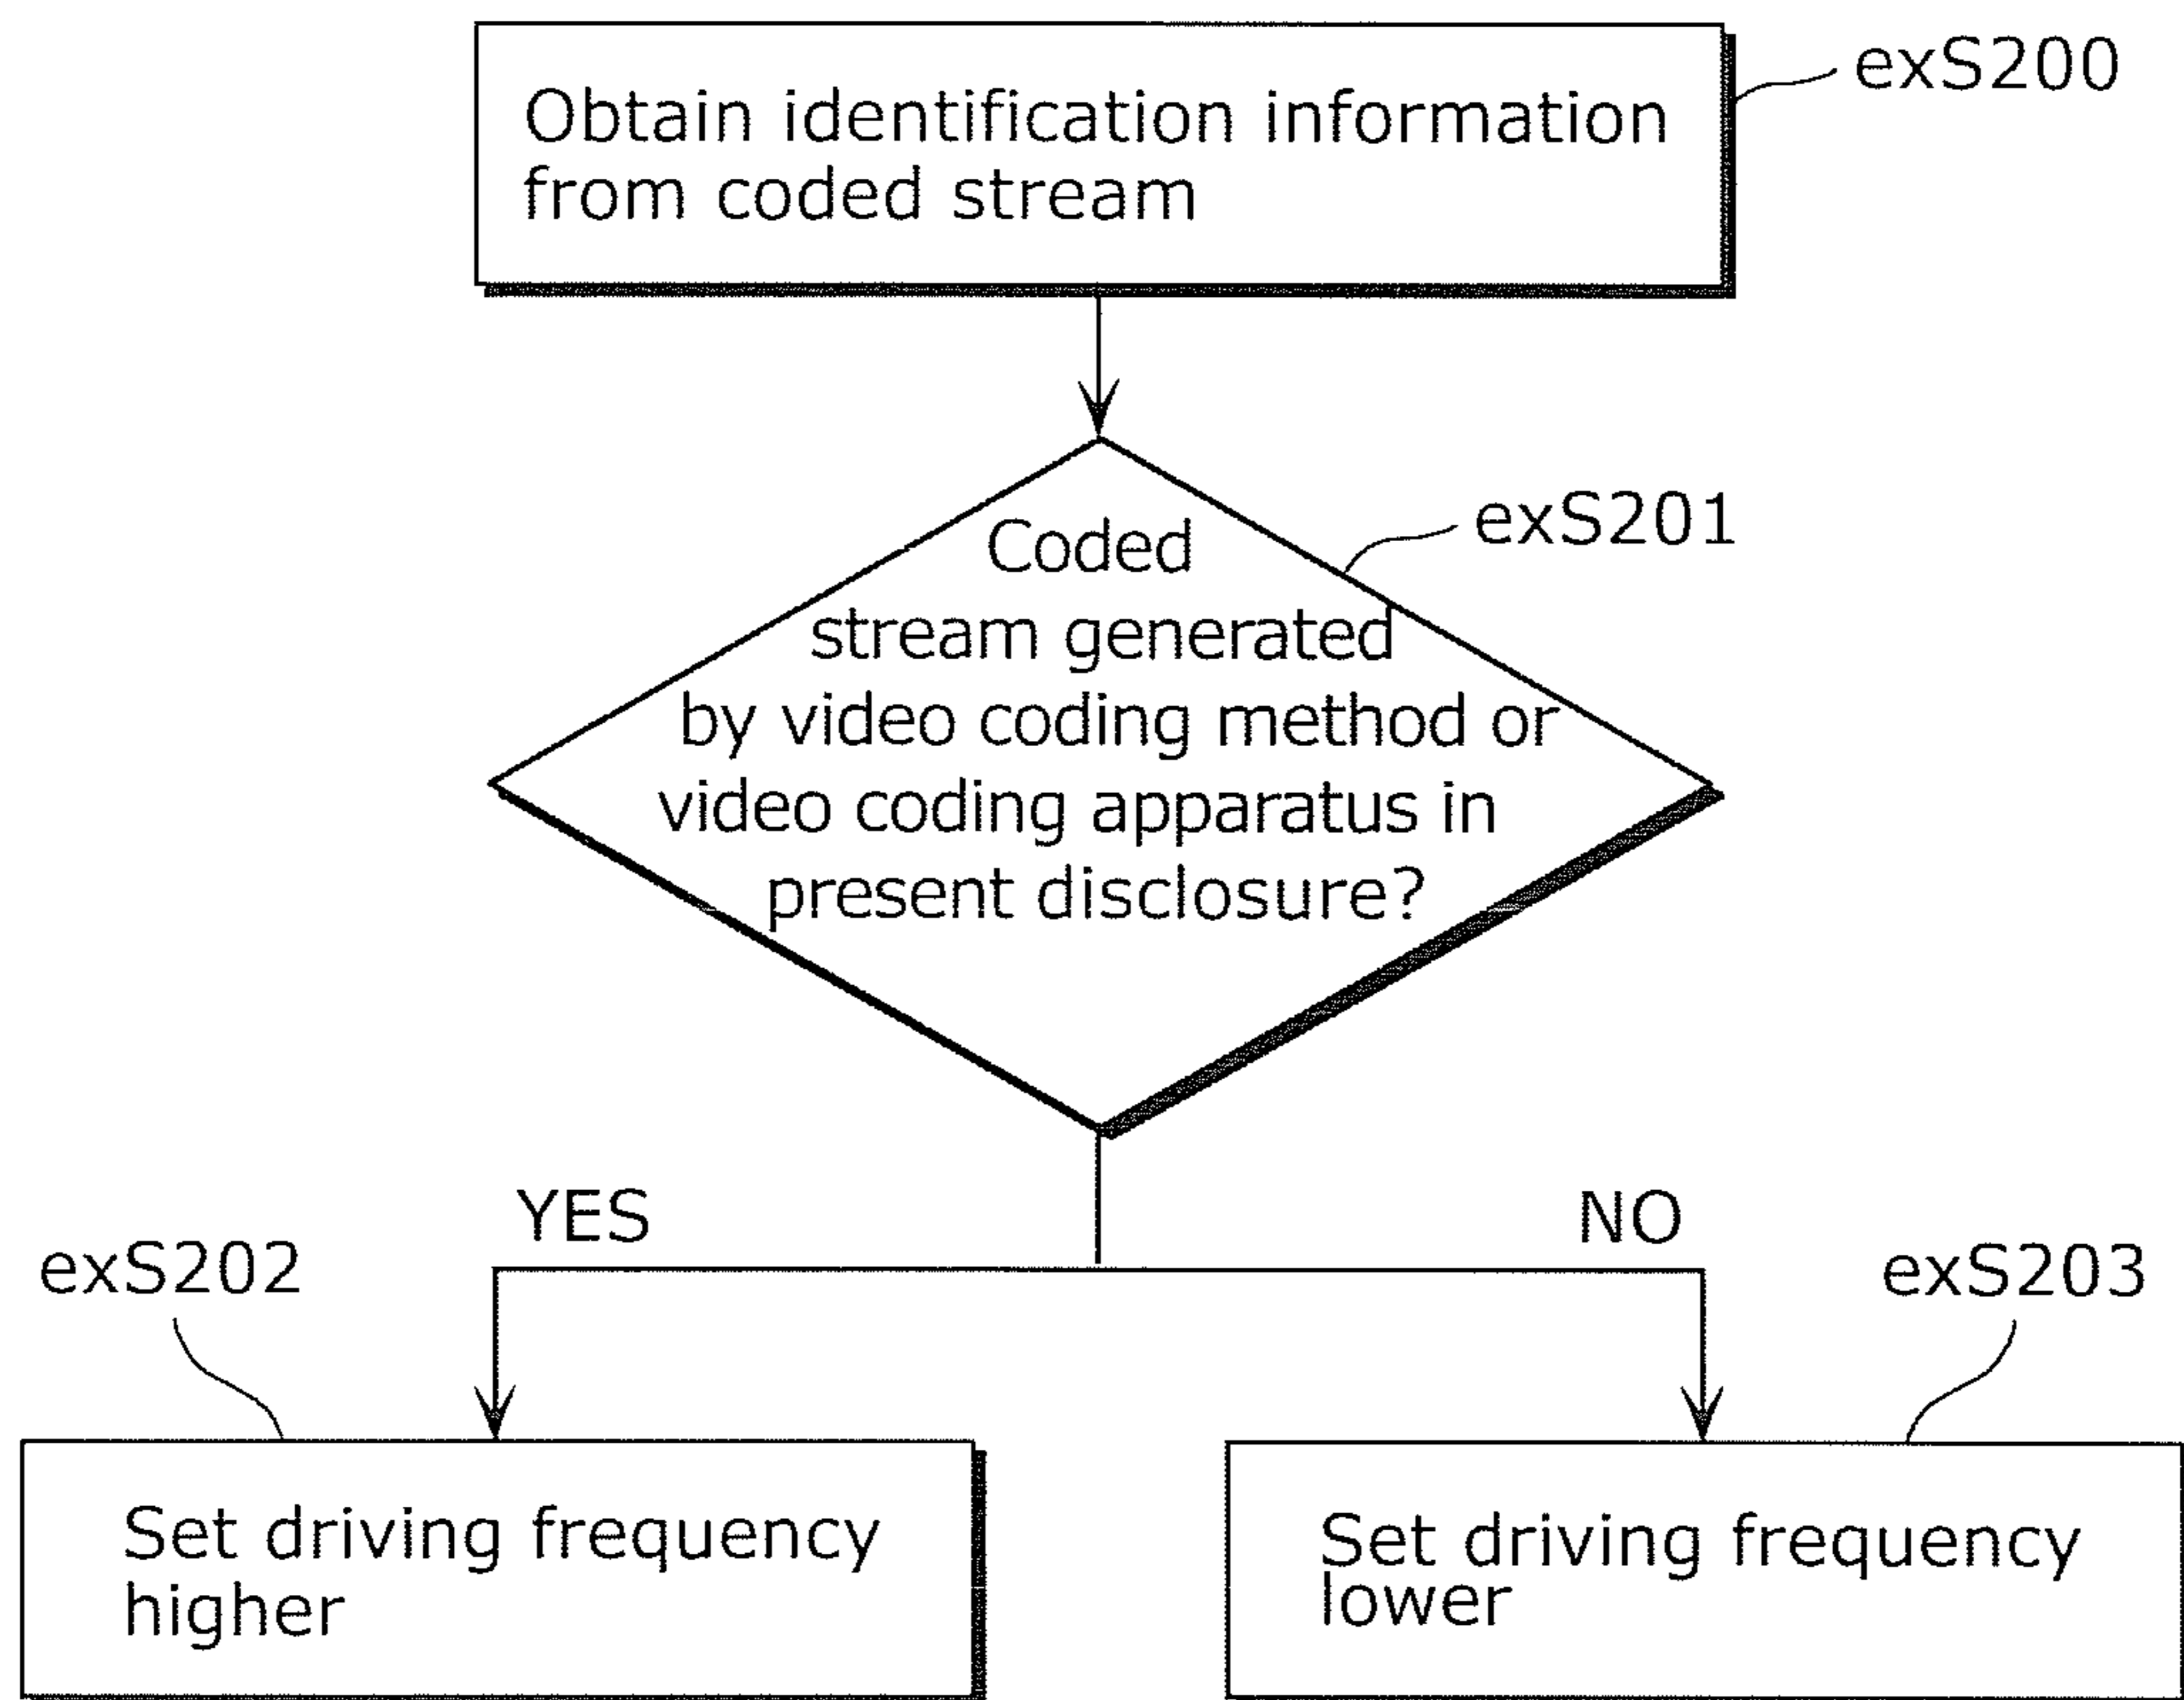 Obtain identification information
from coded stream
exS200
exS201
Coded
stream generated
by video coding method or
video coding apparatus in
present disclosure?
YES
NO
exS202
exS203
Set driving frequency
higher
Set driving frequency
lower